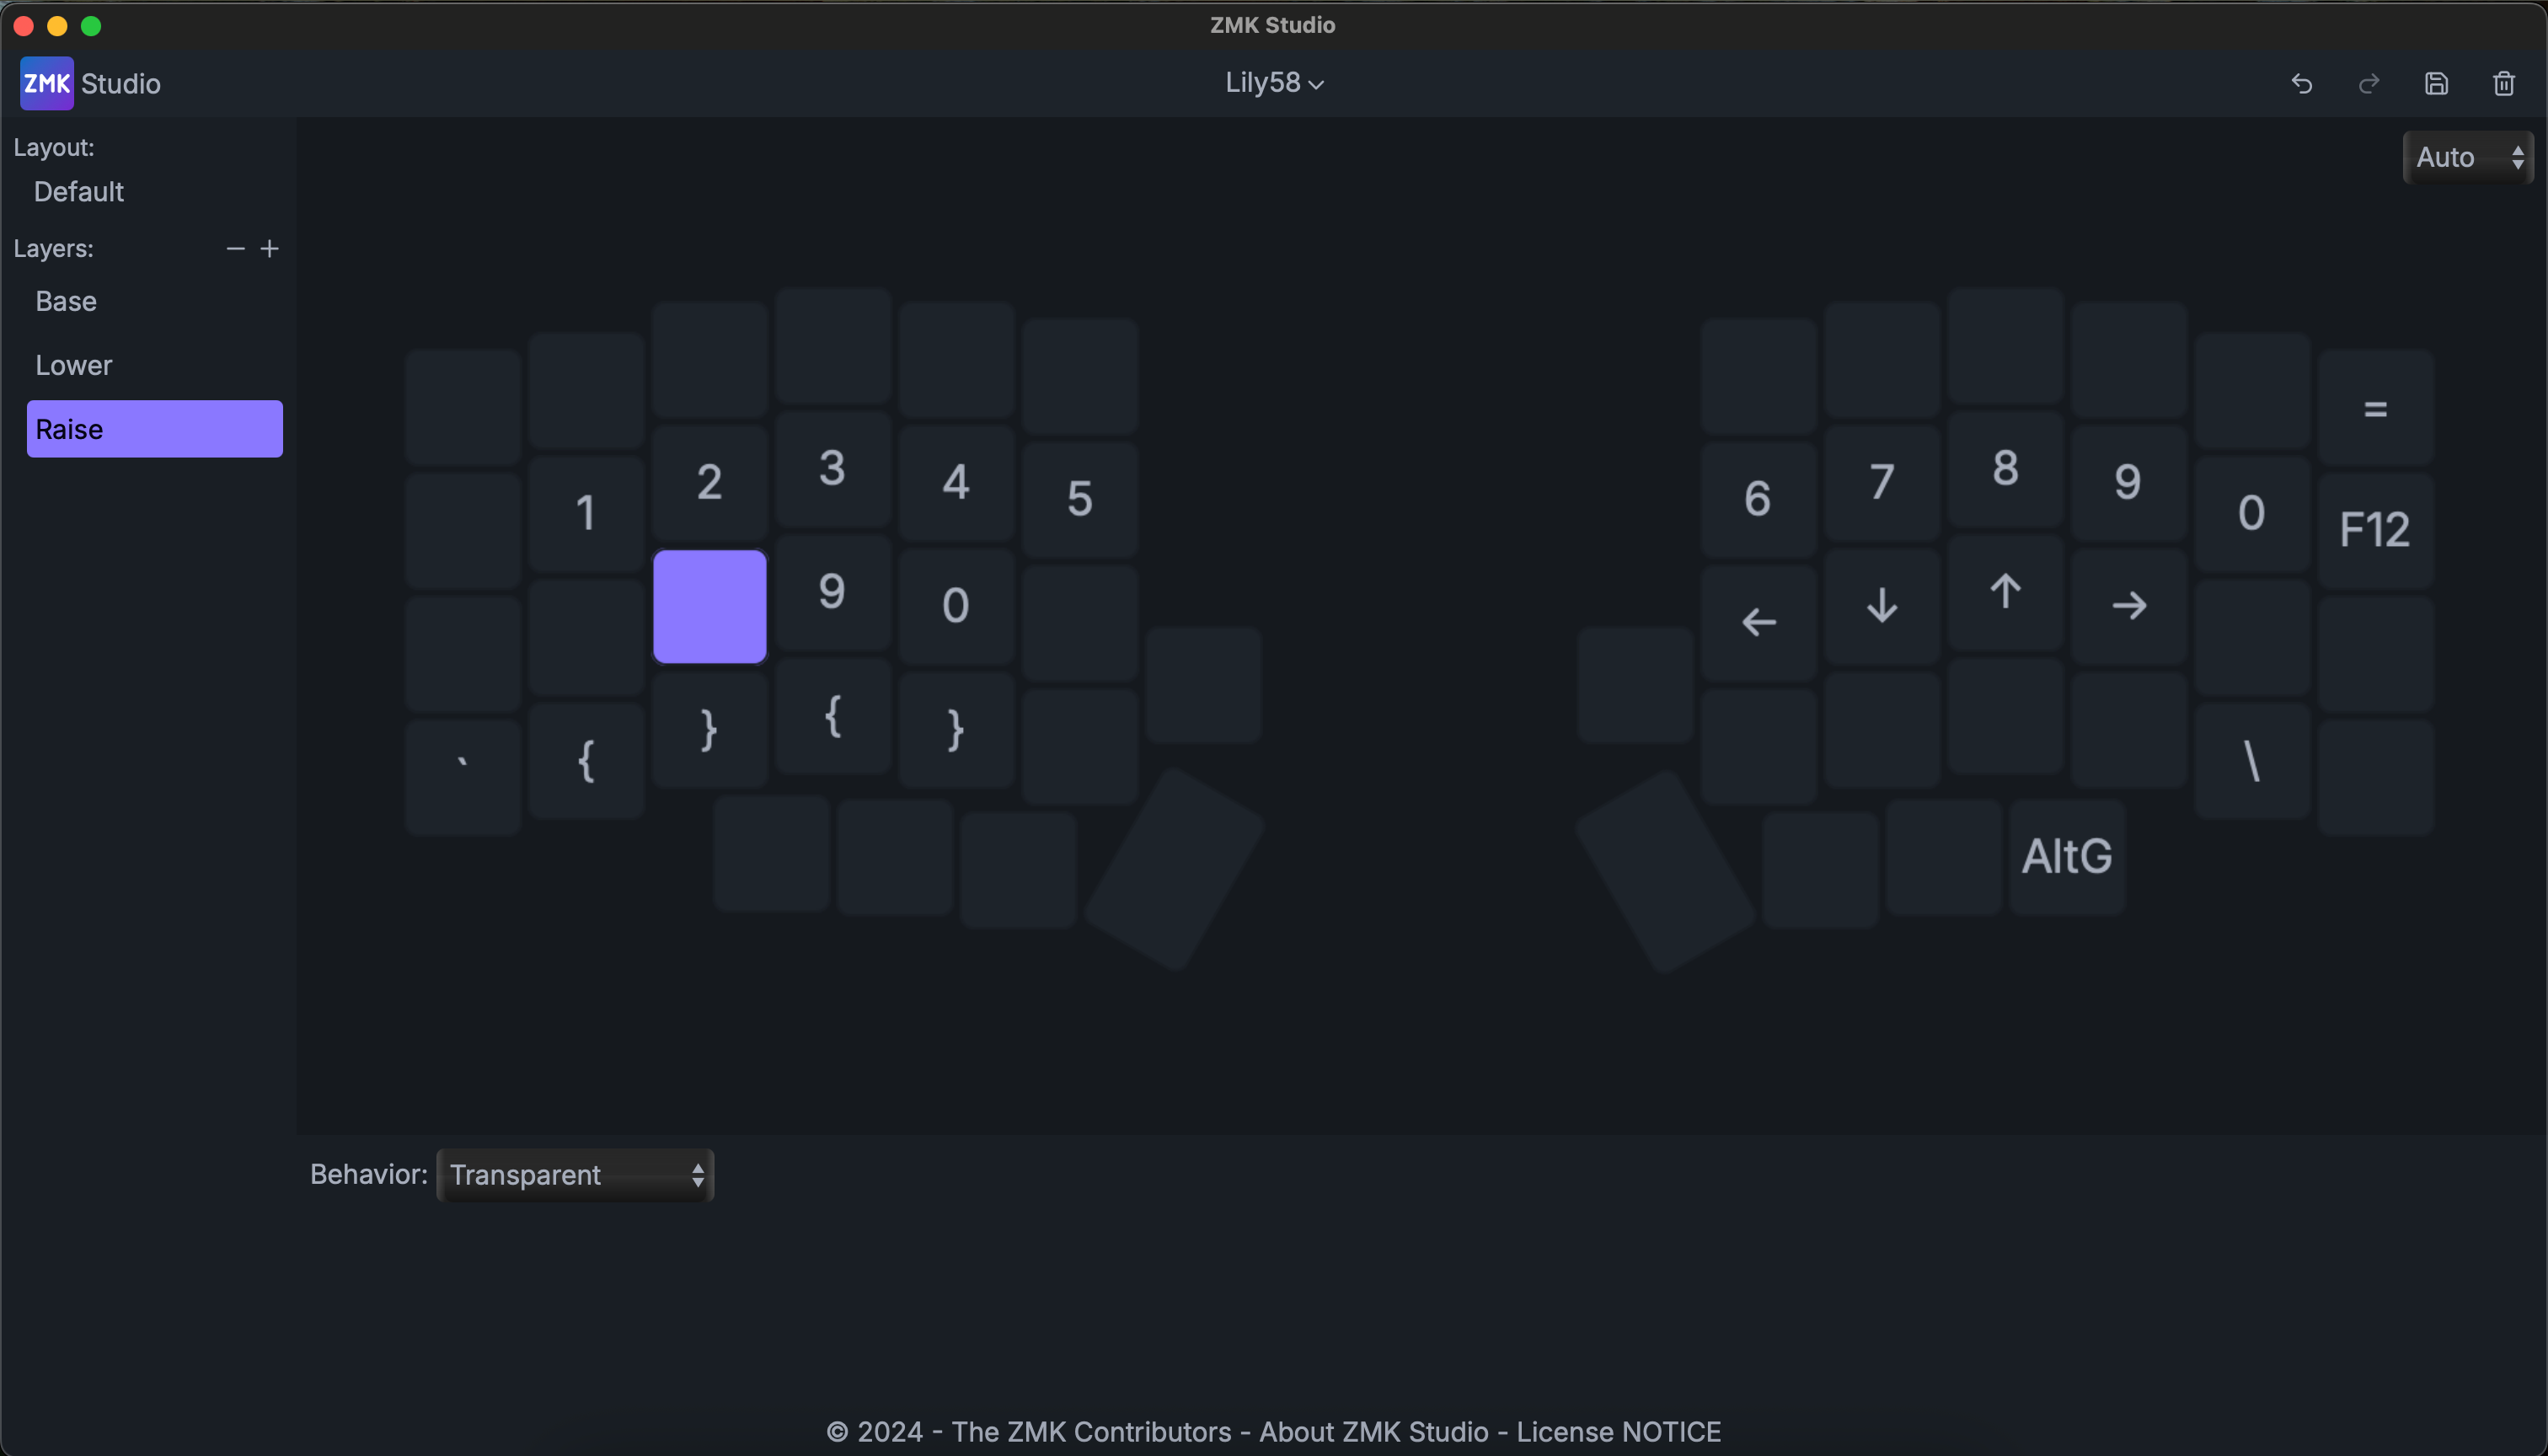 ZMK Studio
ZMK Studio
Lily58
Layout:
Default
Auto
Layers: − +
Base
Lower
Raise
=
1 2 3 4 5
6 7 8 9 0 F12
9 0
← ↓ ↑ →
` { } { }
\
AltG
Behavior: Transparent
© 2024 - The ZMK Contributors - About ZMK Studio - License NOTICE